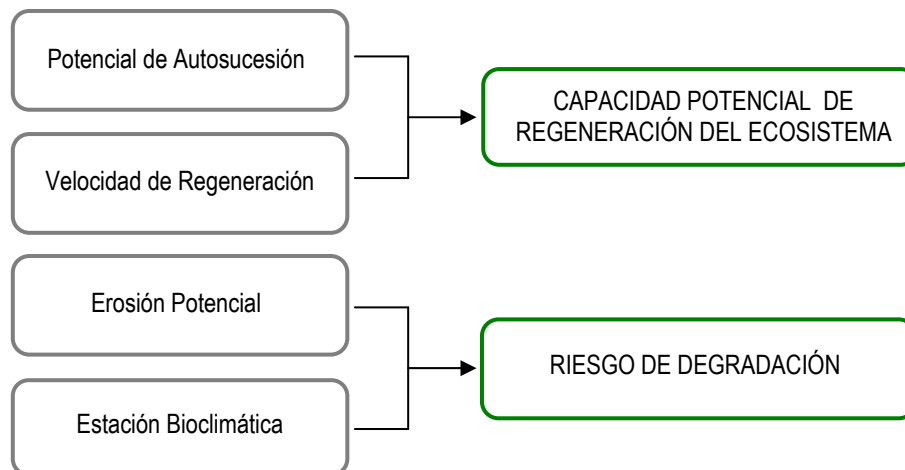 Potencial de Autosucesión
CAPACIDAD POTENCIAL DE
REGENERACIÓN DEL ECOSISTEMA
Velocidad de Regeneración
Erosión Potencial
RIESGO DE DEGRADACIÓN
Estación Bioclimática